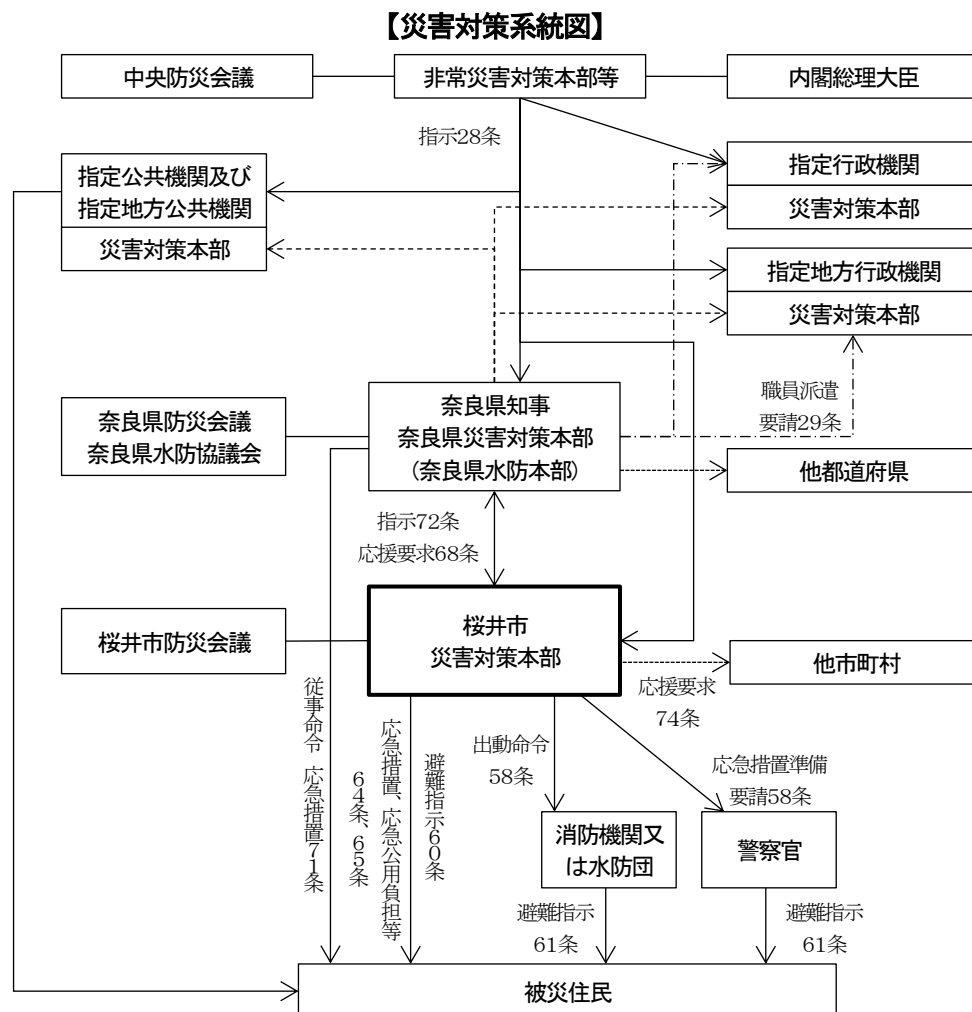 【災害対策系統図】
中央防災会議
非常災害対策本部等
内閣総理大臣
指示28条
指定公共機関及び
指定地方公共機関
災害対策本部
指定行政機関
災害対策本部
指定地方行政機関
災害対策本部
奈良県防災会議
奈良県水防協議会
奈良県知事
奈良県災害対策本部
(奈良県水防本部)
職員派遣
要請29条
他都道府県
指示72条
応援要求68条
桜井市防災会議
桜井市
災害対策本部
他市町村
応援要求
74条
従事命令 応急措置71条
応急措置、応急公用負担等
64条、65条
避難指示60条
出動命令
58条
応急措置準備
要請58条
消防機関又
は水防団
警察官
避難指示
61条
避難指示
61条
被災住民